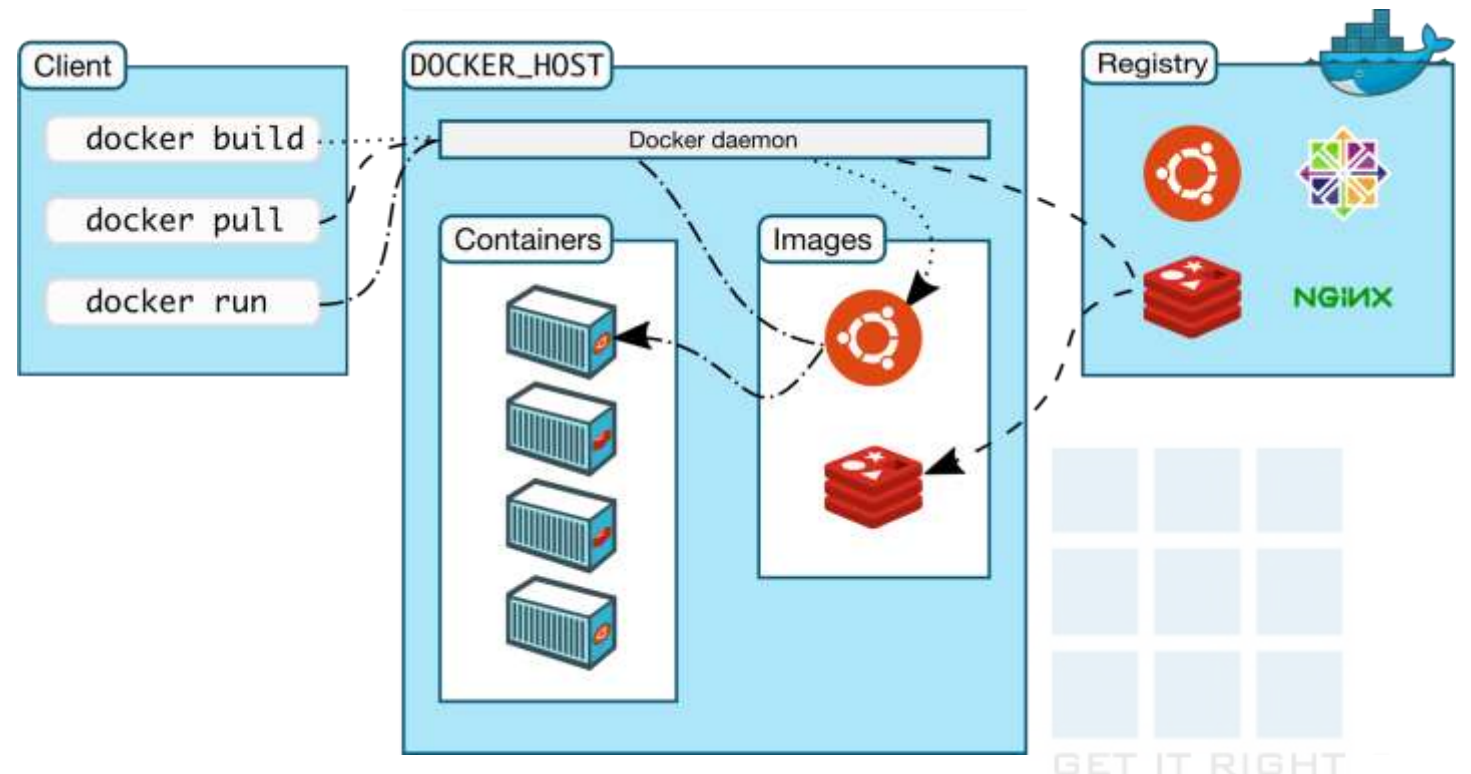 Client
docker build
docker pull
docker run
DOCKER_HOST
Docker daemon
Containers
Images
Registry
NGiNX
GET IT RIGHT